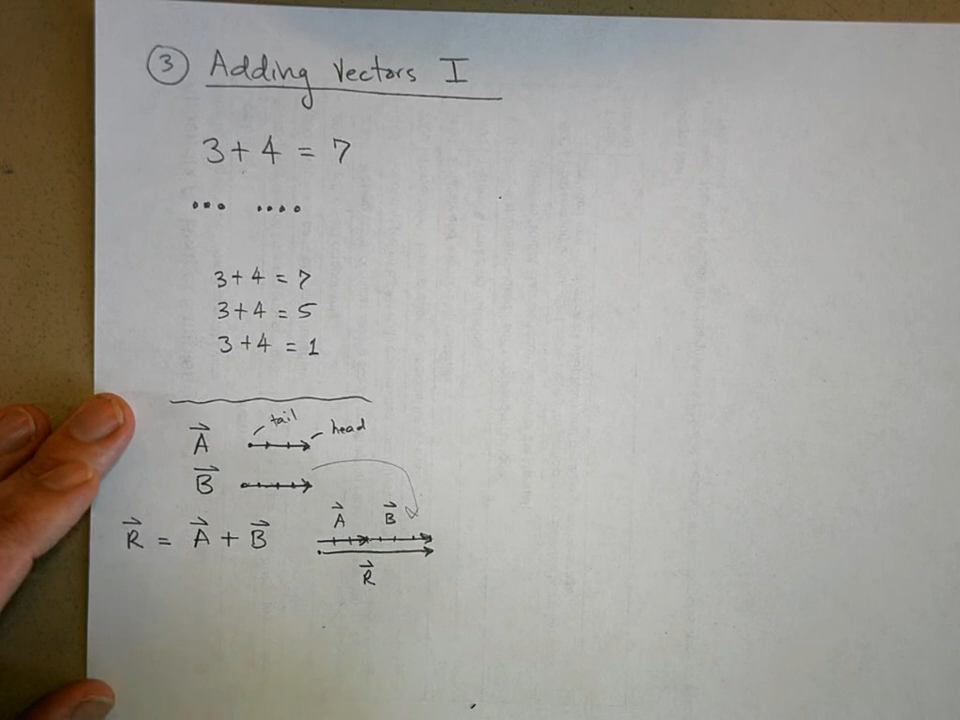 ③ Adding Vectors I
3 + 4 = 7
3 + 4 = 7
3 + 4 = 5
3 + 4 = 1
tail
head
A⃗
B⃗
A⃗ B⃗
R⃗ = A⃗ + B⃗
R⃗